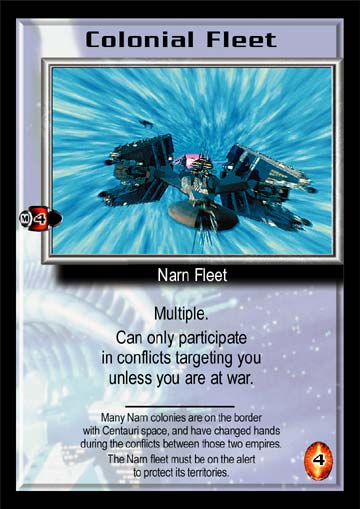 Colonial Fleet
M 4
Narn Fleet
Multiple.
Can only participate
in conflicts targeting you
unless you are at war.
Many Narn colonies are on the border
with Centauri space, and have changed hands
during the conflicts between those two empires.
The Narn fleet must be on the alert
to protect its territories.
4